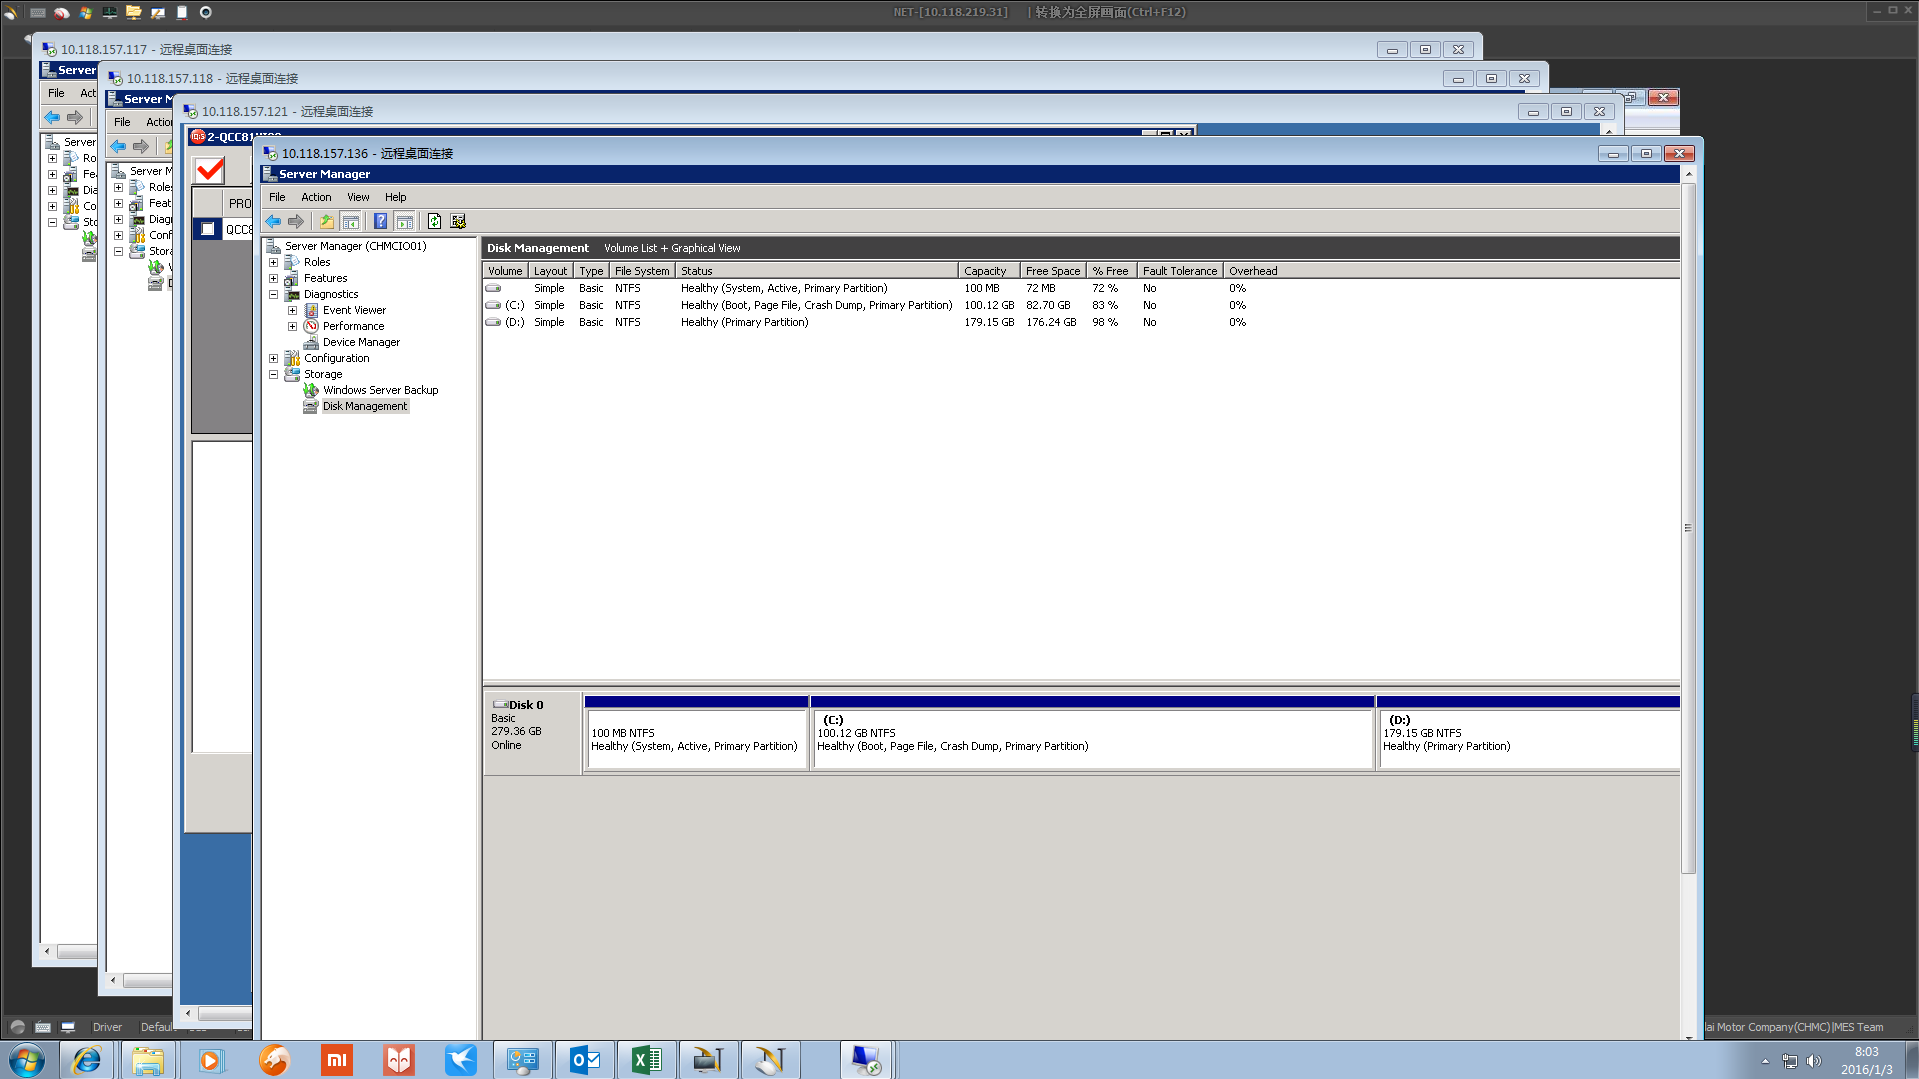 NET-[10.118.219.31] | 转换为全屏画面(Ctrl+F12)
10.118.157.117 - 远程桌面连接
Server
File
10.118.157.118 - 远程桌面连接
File
10.118.157.121 - 远程桌面连接
10.118.157.136 - 远程桌面连接
Server Manager
File Action View Help
Server Manager (CHMCIO01)
Roles
Features
Diagnostics
Event Viewer
Performance
Device Manager
Configuration
Storage
Windows Server Backup
Disk Management
Disk Management Volume List + Graphical View
Volume Layout Type File System Status Capacity Free Space % Free Fault Tolerance Overhead
Simple Basic NTFS Healthy (System, Active, Primary Partition) 100 MB 72 MB 72 % No 0%
(C:) Simple Basic NTFS Healthy (Boot, Page File, Crash Dump, Primary Partition) 100.12 GB 82.70 GB 83 % No 0%
(D:) Simple Basic NTFS Healthy (Primary Partition) 179.15 GB 176.24 GB 98 % No 0%
Disk 0
Basic
279.36 GB
Online
100 MB NTFS
Healthy (System, Active, Primary Partition)
(C:)
100.12 GB NTFS
Healthy (Boot, Page File, Crash Dump, Primary Partition)
(D:)
179.15 GB NTFS
Healthy (Primary Partition)
Driver
lai Motor Company(CHMC)|MES Team
8:03
2016/1/3